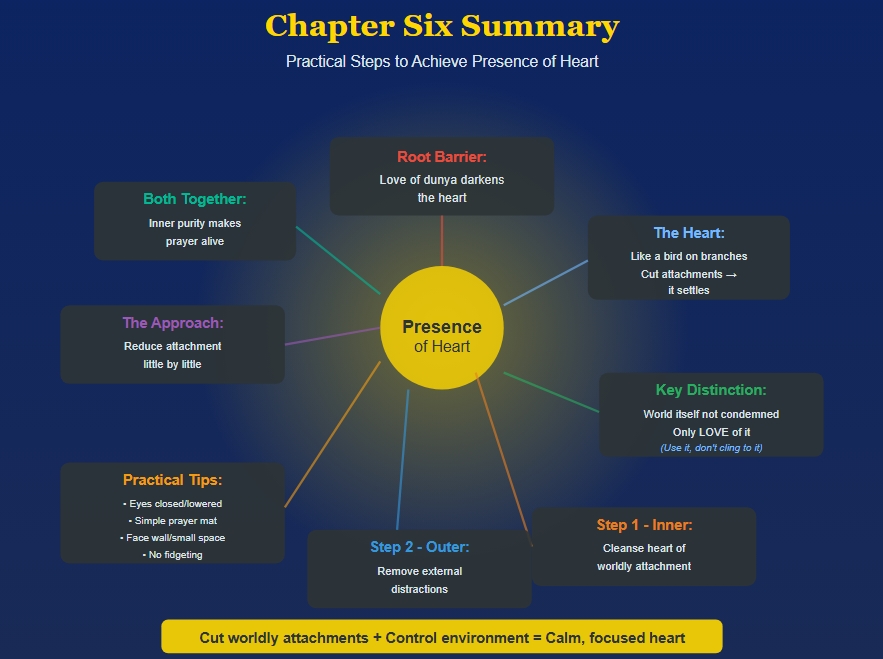 Chapter Six Summary
Practical Steps to Achieve Presence of Heart
Root Barrier:
Love of dunya darkens
the heart
Both Together:
Inner purity makes
prayer alive
The Heart:
Like a bird on branches
Cut attachments →
it settles
The Approach:
Reduce attachment
little by little
Presence
of Heart
Key Distinction:
World itself not condemned
Only LOVE of it
(Use it, don't cling to it)
Practical Tips:
• Eyes closed/lowered
• Simple prayer mat
• Face wall/small space
• No fidgeting
Step 2 - Outer:
Remove external
distractions
Step 1 - Inner:
Cleanse heart of
worldly attachment
Cut worldly attachments + Control environment = Calm, focused heart